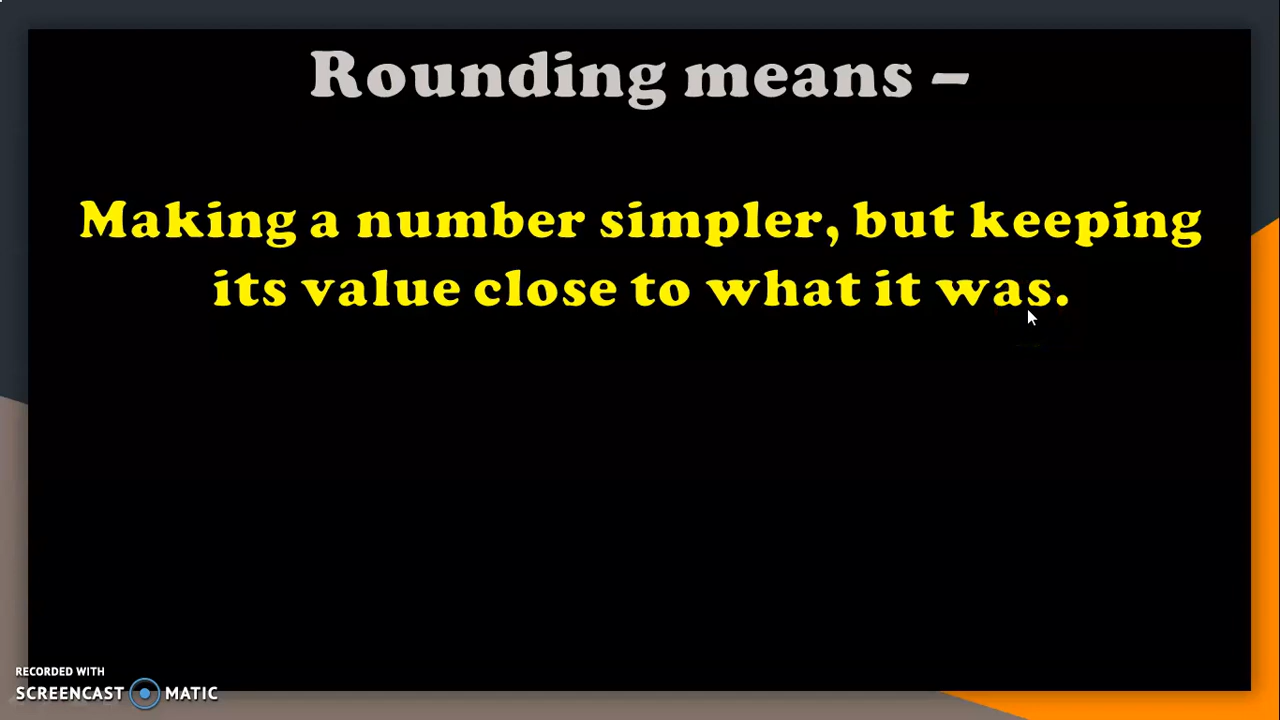 Rounding means –
Making a number simpler, but keeping
its value close to what it was.
RECORDED WITH
SCREENCAST MATIC